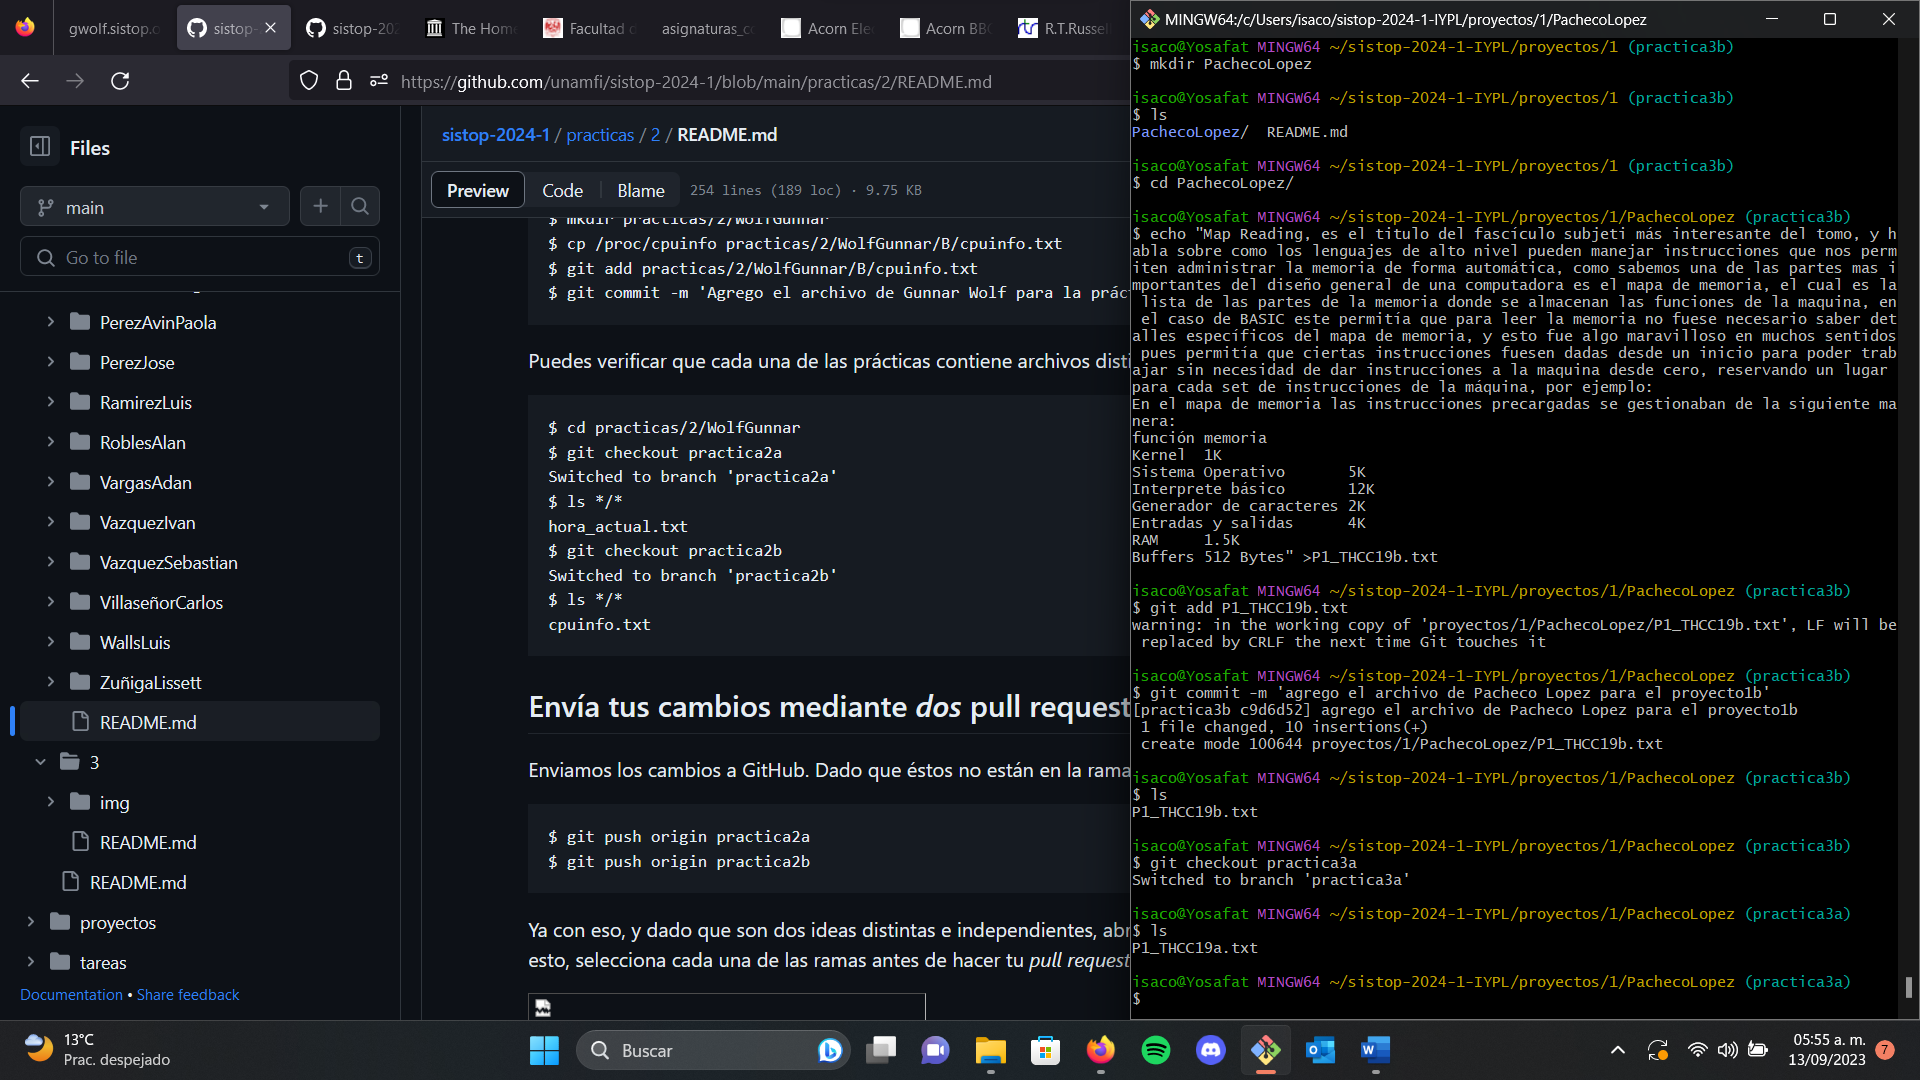 gwolf.sistop.o
sistop-
sistop-202
The Home
Facultad d
asignaturas_co
Acorn Elec
Acorn BBC
R.T.Russell
https://github.com/unamfi/sistop-2024-1/blob/main/practicas/2/README.md
Files
main
Go to file
t
PerezAvinPaola
PerezJose
RamirezLuis
RoblesAlan
VargasAdan
VazquezIvan
VazquezSebastian
VillaseñorCarlos
WallsLuis
ZuñigaLissett
README.md
3
img
README.md
README.md
proyectos
tareas
Documentation • Share feedback
sistop-2024-1 / practicas / 2 / README.md
Preview Code Blame 254 lines (189 loc) · 9.75 KB
$ mkdir practicas/2/WolfGunnar
$ cp /proc/cpuinfo practicas/2/WolfGunnar/B/cpuinfo.txt
$ git add practicas/2/WolfGunnar/B/cpuinfo.txt
$ git commit -m 'Agrego el archivo de Gunnar Wolf para la prác
Puedes verificar que cada una de las prácticas contiene archivos disti
$ cd practicas/2/WolfGunnar
$ git checkout practica2a
Switched to branch 'practica2a'
$ ls */*
hora_actual.txt
$ git checkout practica2b
Switched to branch 'practica2b'
$ ls */*
cpuinfo.txt
Envía tus cambios mediante dos pull request
Enviamos los cambios a GitHub. Dado que éstos no están en la rama
$ git push origin practica2a
$ git push origin practica2b
Ya con eso, y dado que son dos ideas distintas e independientes, abr
esto, selecciona cada una de las ramas antes de hacer tu pull request
MINGW64:/c/Users/isaco/sistop-2024-1-IYPL/proyectos/1/PachecoLopez
isaco@Yosafat MINGW64 ~/sistop-2024-1-IYPL/proyectos/1 (practica3b)
$ mkdir PachecoLopez
isaco@Yosafat MINGW64 ~/sistop-2024-1-IYPL/proyectos/1 (practica3b)
$ ls
PachecoLopez/  README.md
isaco@Yosafat MINGW64 ~/sistop-2024-1-IYPL/proyectos/1 (practica3b)
$ cd PachecoLopez/
isaco@Yosafat MINGW64 ~/sistop-2024-1-IYPL/proyectos/1/PachecoLopez (practica3b)
$ echo "Map Reading, es el titulo del fascículo subjeti más interesante del tomo, y h
abla sobre como los lenguajes de alto nivel pueden manejar instrucciones que nos perm
iten administrar la memoria de forma automática, como sabemos una de las partes mas i
mportantes del diseño general de una computadora es el mapa de memoria, el cual es la
 lista de las partes de la memoria donde se almacenan las funciones de la maquina, en
 el caso de BASIC este permitía que para leer la memoria no fuese necesario saber det
alles específicos del mapa de memoria, y esto fue algo maravilloso en muchos sentidos
 pues permitía que ciertas instrucciones fuesen dadas desde un inicio para poder trab
ajar sin necesidad de dar instrucciones a la maquina desde cero, reservando un lugar
para cada set de instrucciones de la máquina, por ejemplo:
En el mapa de memoria las instrucciones precargadas se gestionaban de la siguiente ma
nera:
función memoria
Kernel  1K
Sistema Operativo       5K
Interprete básico       12K
Generador de caracteres 2K
Entradas y salidas      4K
RAM     1.5K
Buffers 512 Bytes" >P1_THCC19b.txt
isaco@Yosafat MINGW64 ~/sistop-2024-1-IYPL/proyectos/1/PachecoLopez (practica3b)
$ git add P1_THCC19b.txt
warning: in the working copy of 'proyectos/1/PachecoLopez/P1_THCC19b.txt', LF will be
 replaced by CRLF the next time Git touches it
isaco@Yosafat MINGW64 ~/sistop-2024-1-IYPL/proyectos/1/PachecoLopez (practica3b)
$ git commit -m 'agrego el archivo de Pacheco Lopez para el proyecto1b'
[practica3b c9d6d52] agrego el archivo de Pacheco Lopez para el proyecto1b
 1 file changed, 10 insertions(+)
 create mode 100644 proyectos/1/PachecoLopez/P1_THCC19b.txt
isaco@Yosafat MINGW64 ~/sistop-2024-1-IYPL/proyectos/1/PachecoLopez (practica3b)
$ ls
P1_THCC19b.txt
isaco@Yosafat MINGW64 ~/sistop-2024-1-IYPL/proyectos/1/PachecoLopez (practica3b)
$ git checkout practica3a
Switched to branch 'practica3a'
isaco@Yosafat MINGW64 ~/sistop-2024-1-IYPL/proyectos/1/PachecoLopez (practica3a)
$ ls
P1_THCC19a.txt
isaco@Yosafat MINGW64 ~/sistop-2024-1-IYPL/proyectos/1/PachecoLopez (practica3a)
$
13°C
Prac. despejado
Buscar
05:55 a. m.
13/09/2023
7